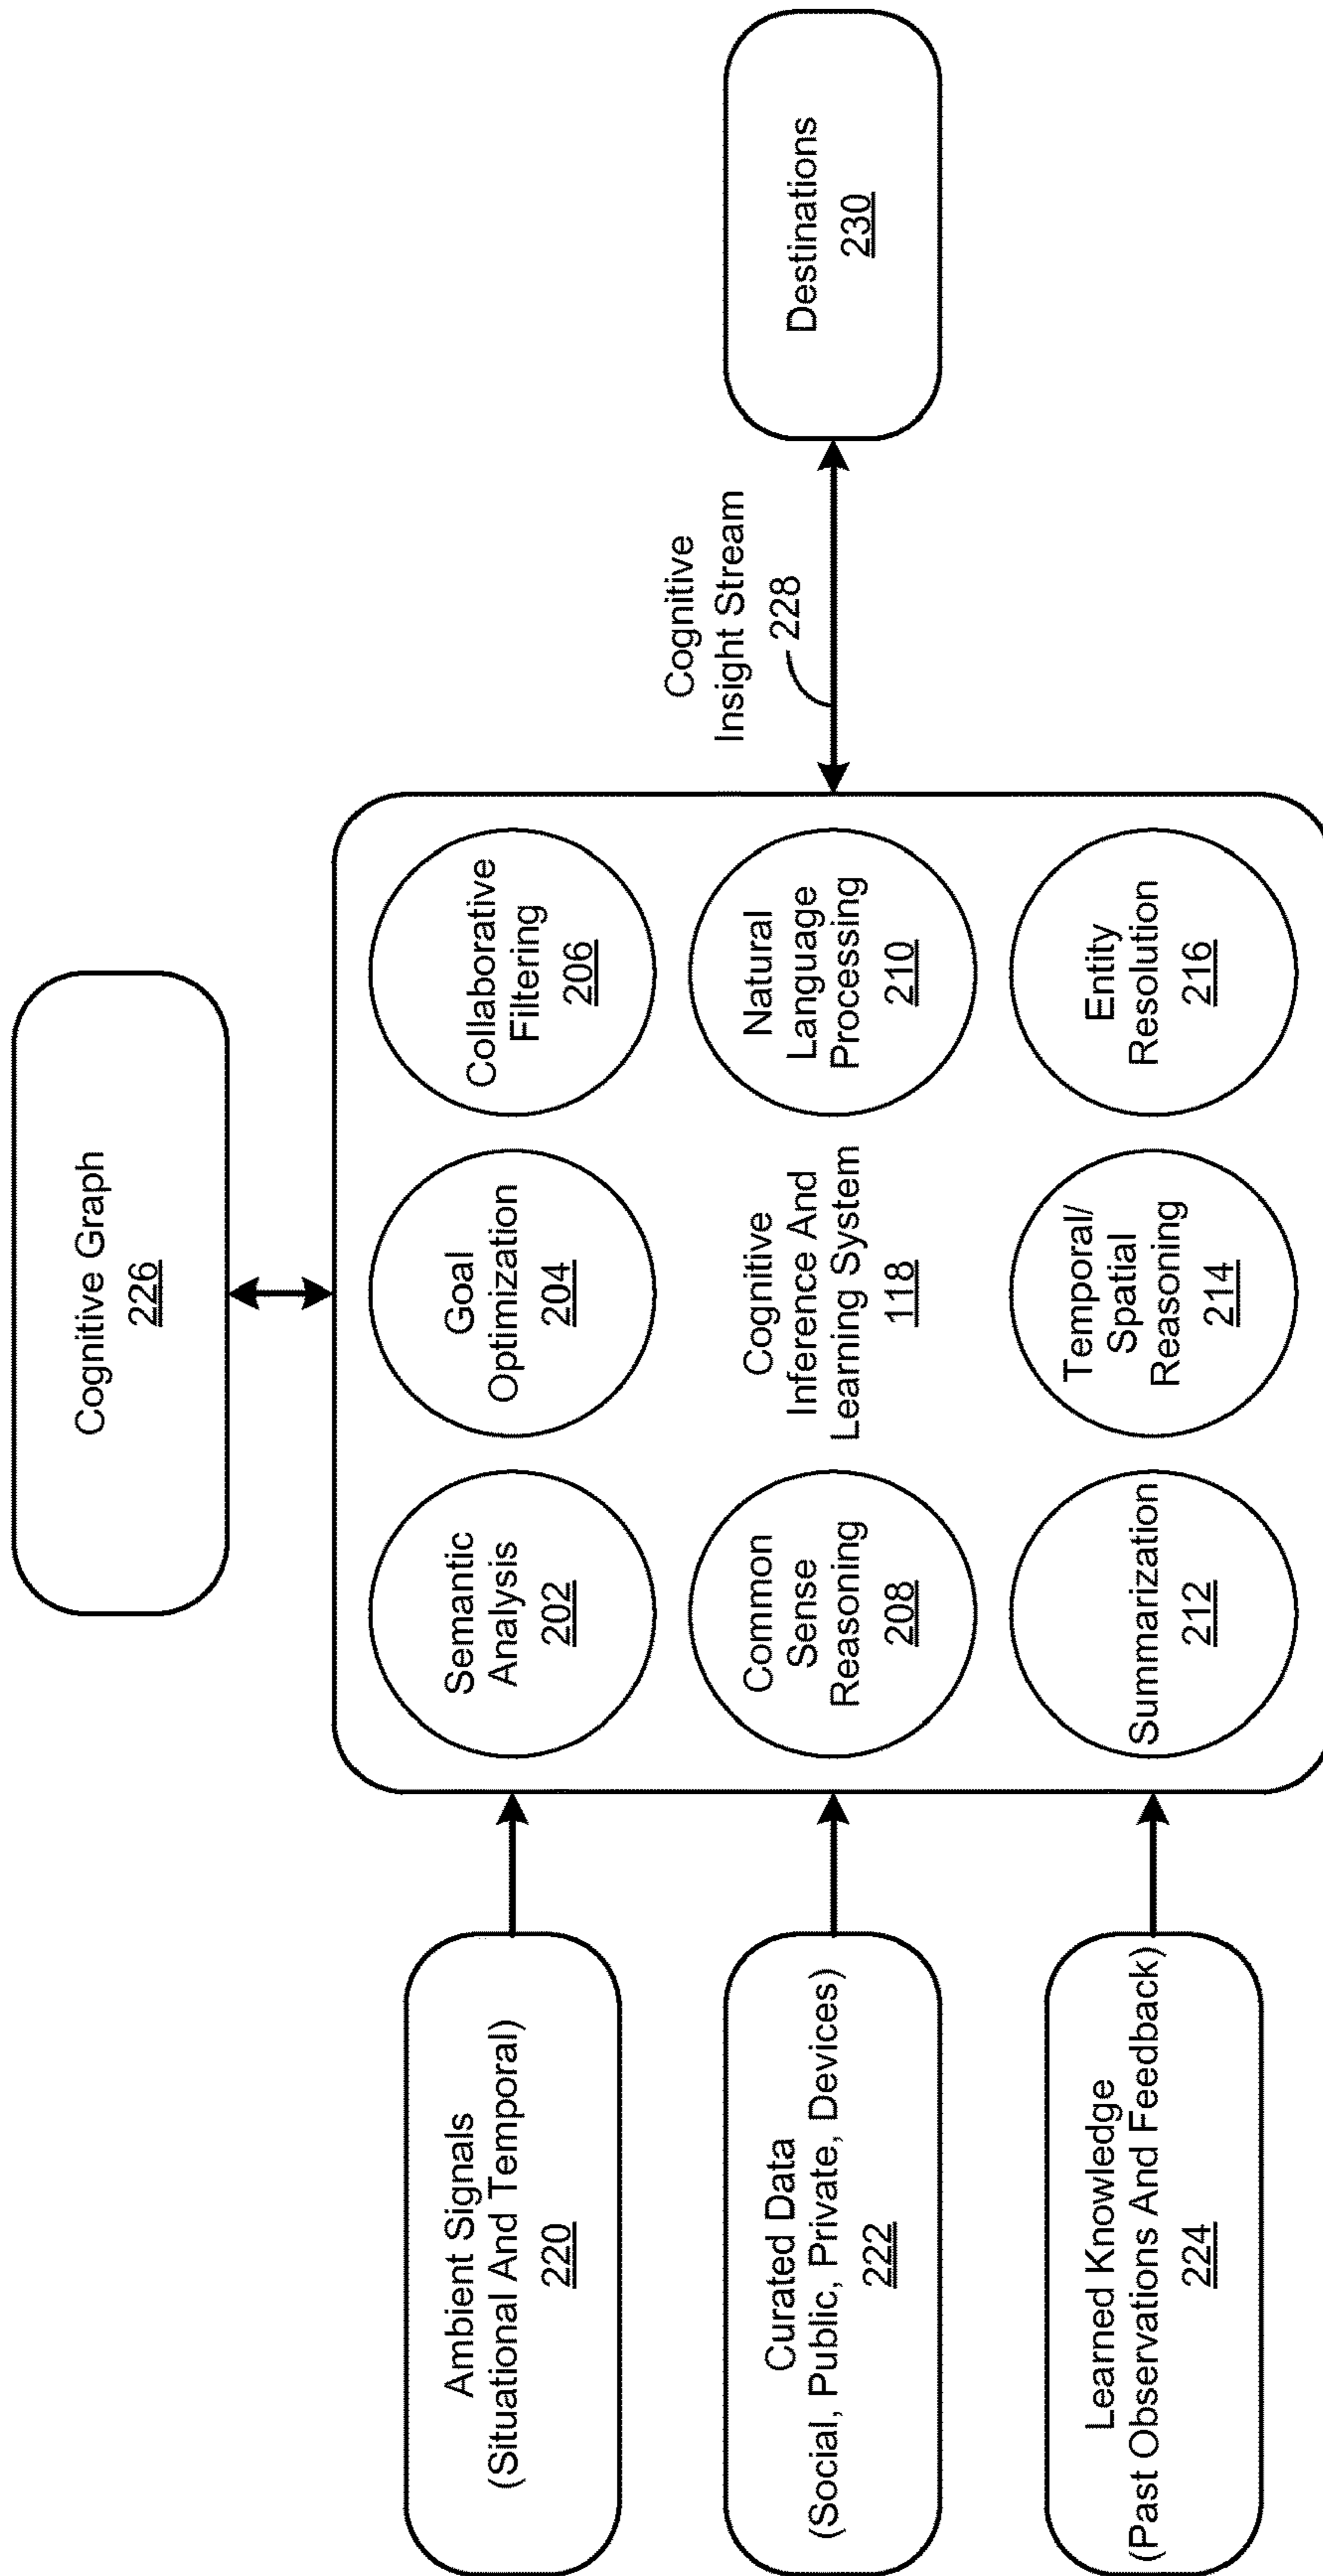 Cognitive Graph
226
Ambient Signals
(Situational And Temporal)
220
Curated Data
(Social, Public, Private, Devices)
222
Learned Knowledge
(Past Observations And Feedback)
224
Semantic
Analysis
202
Goal
Optimization
204
Collaborative
Filtering
206
Common
Sense
Reasoning
208
Cognitive
Inference And
Learning System
118
Natural
Language
Processing
210
Summarization
212
Temporal/
Spatial
Reasoning
214
Entity
Resolution
216
Cognitive
Insight Stream
228
Destinations
230